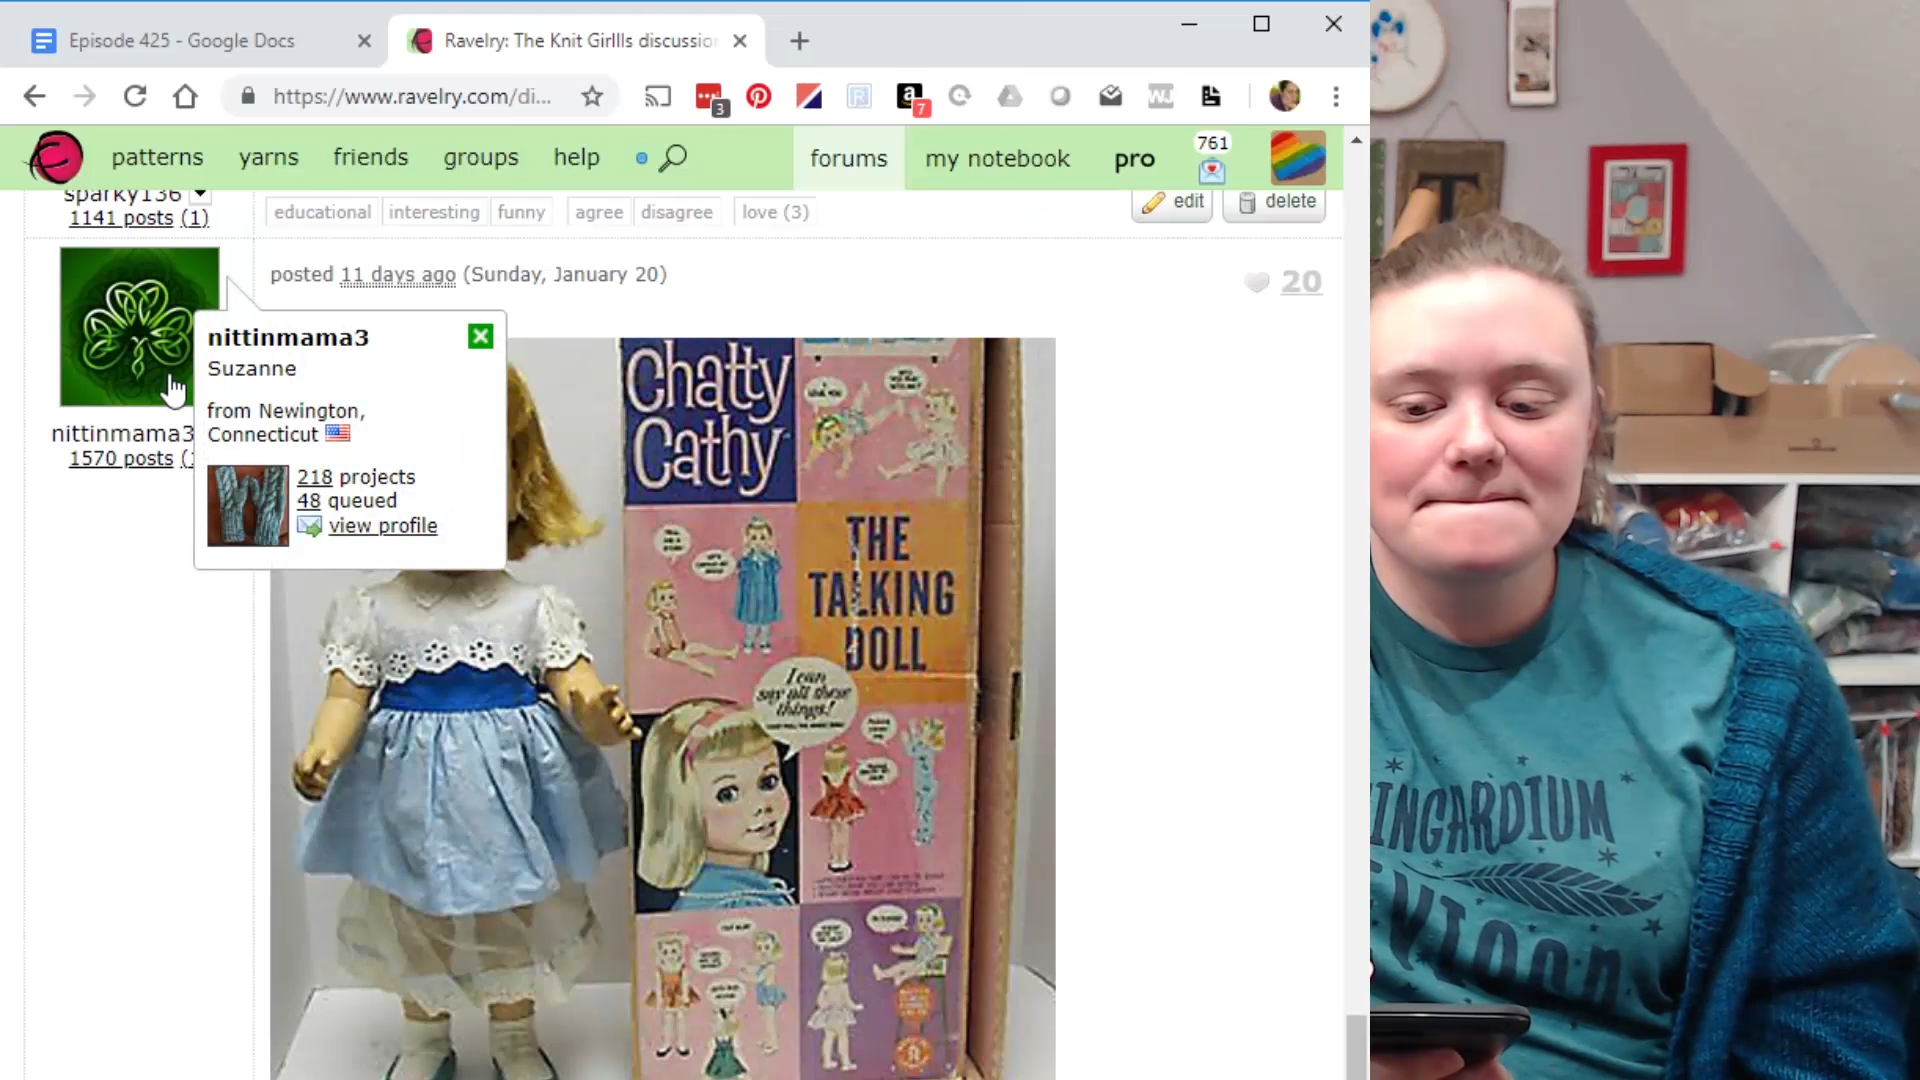 Episode 425 - Google Docs
Ravelry: The Knit Girllls discussion
https://www.ravelry.com/di...
3
7
patterns
yarns
friends
groups
help
forums
my notebook
pro
761
sparky136
1141 posts (1)
educational
interesting
funny
agree
disagree
love (3)
edit
delete
posted 11 days ago (Sunday, January 20)
20
nittinmama3
Suzanne
from Newington,
Connecticut
218 projects
48 queued
view profile
nittinmama3
1570 posts
Chatty
Cathy
THE
TALKING
DOLL
I can
say all these
things!
INGARDIUM